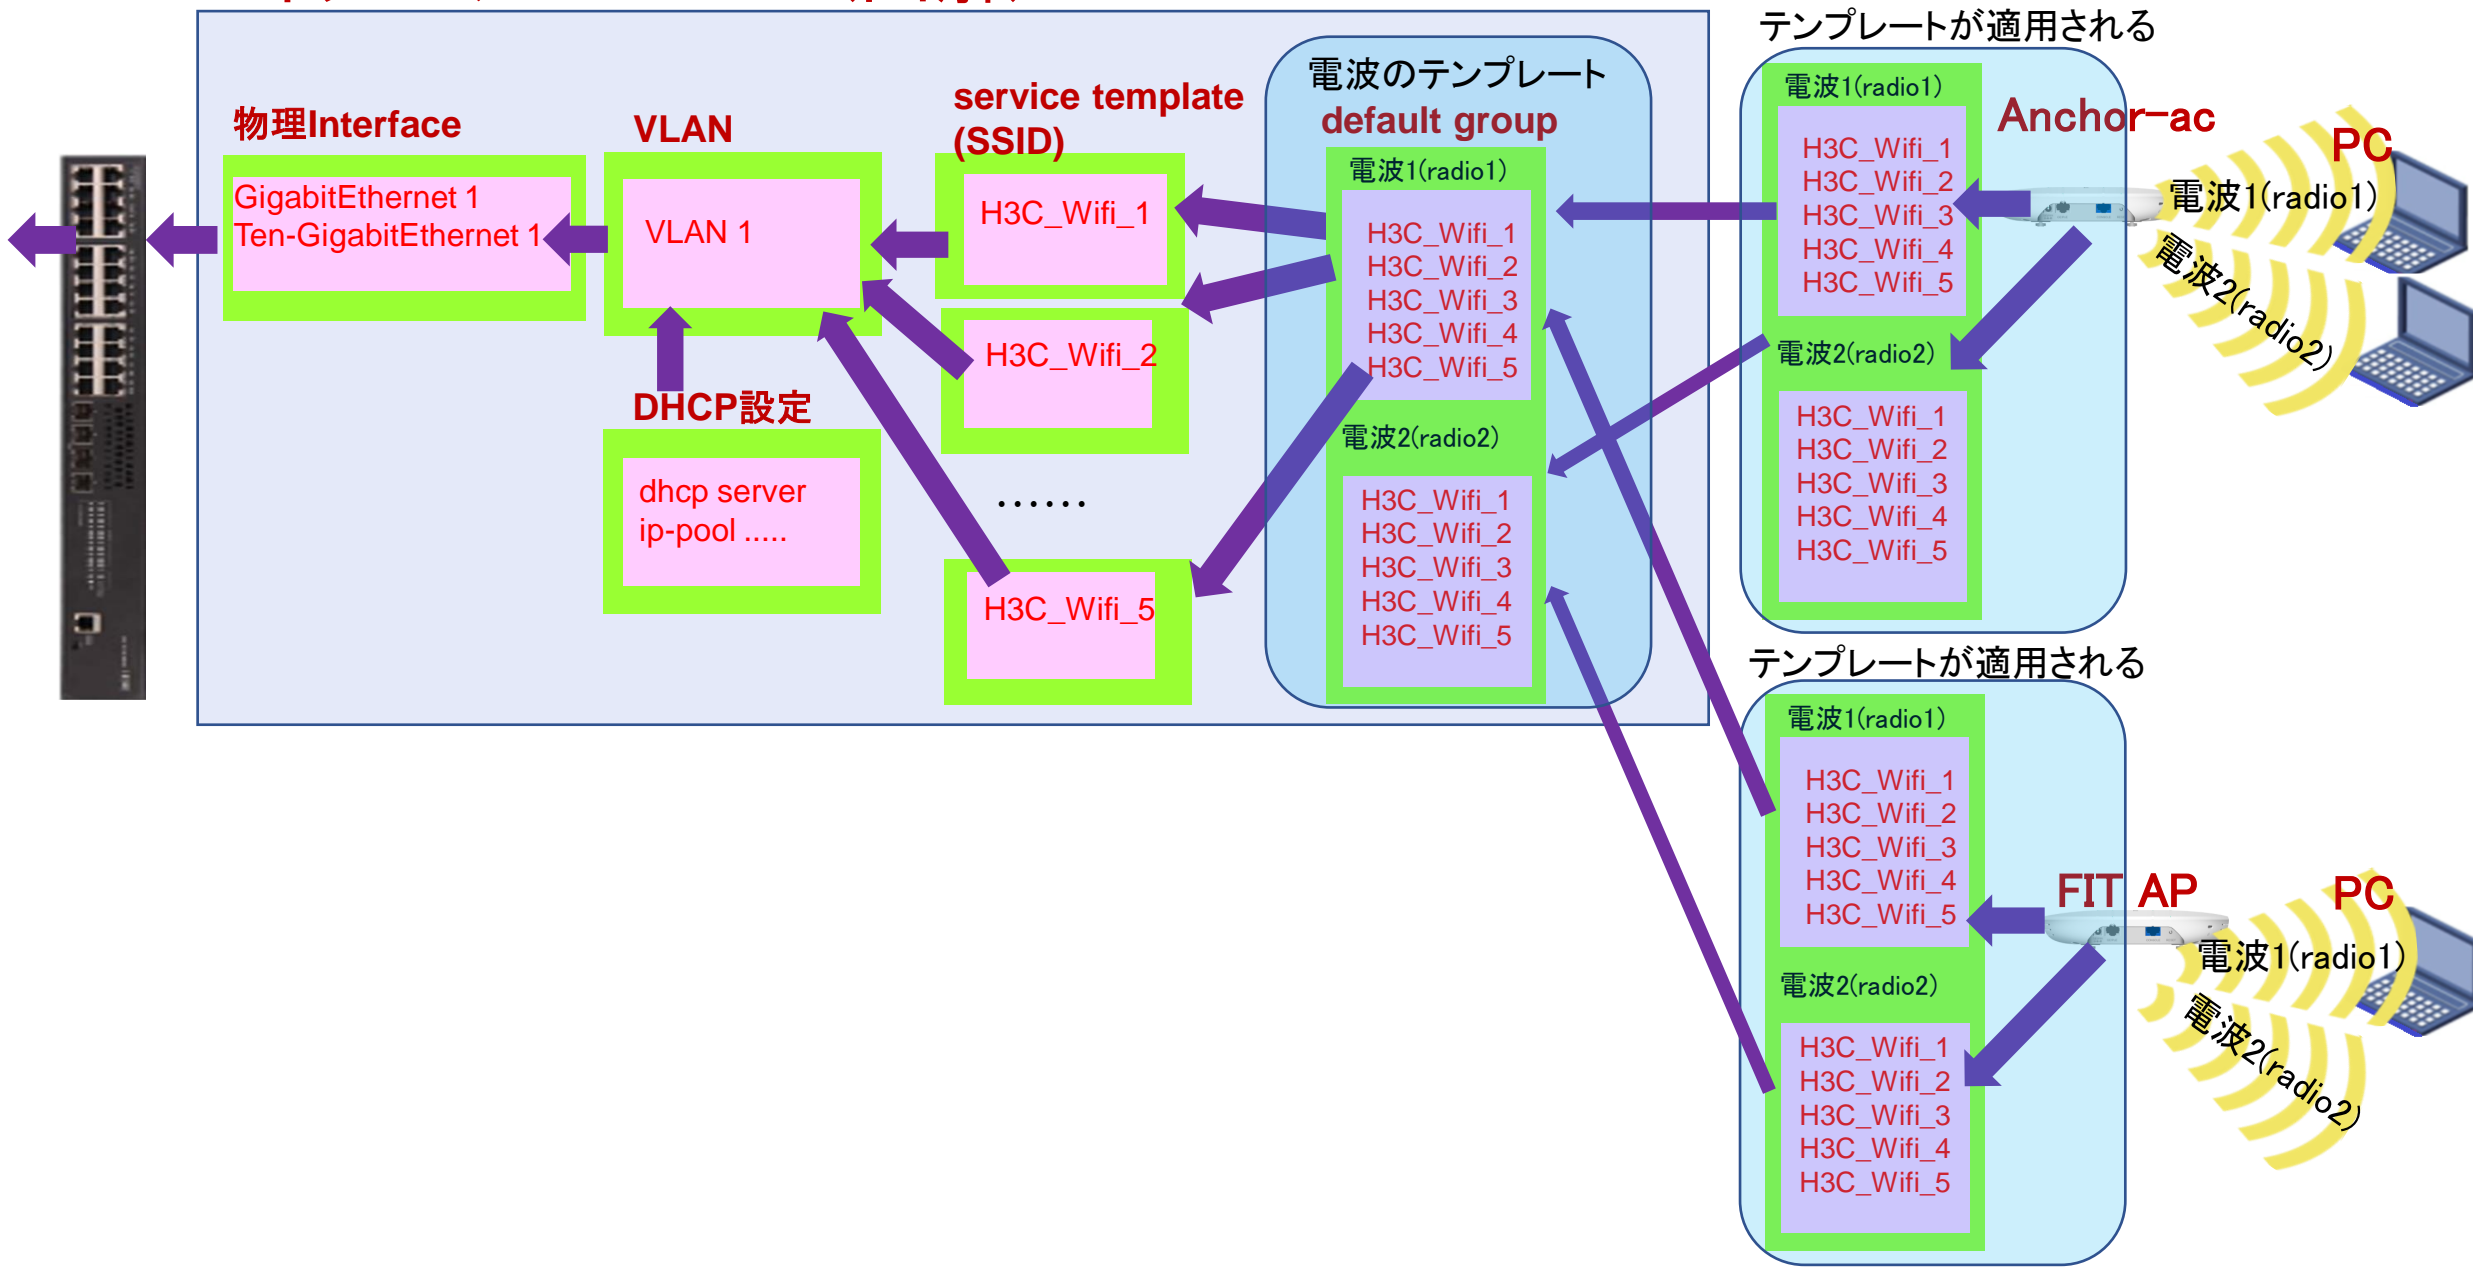 物理Interface
GigabitEthernet 1
Ten-GigabitEthernet 1
VLAN
VLAN 1
DHCP設定
dhcp server
ip-pool .....
service template
(SSID)
H3C_Wifi_1
H3C_Wifi_2
......
H3C_Wifi_5
電波のテンプレート
default group
電波1(radio1)
H3C_Wifi_1
H3C_Wifi_2
H3C_Wifi_3
H3C_Wifi_4
H3C_Wifi_5
電波2(radio2)
H3C_Wifi_1
H3C_Wifi_2
H3C_Wifi_3
H3C_Wifi_4
H3C_Wifi_5
テンプレートが適用される
電波1(radio1)
H3C_Wifi_1
H3C_Wifi_2
H3C_Wifi_3
H3C_Wifi_4
H3C_Wifi_5
電波2(radio2)
H3C_Wifi_1
H3C_Wifi_2
H3C_Wifi_3
H3C_Wifi_4
H3C_Wifi_5
Anchor-ac
PC
電波1(radio1)
電波2(radio2)
テンプレートが適用される
電波1(radio1)
H3C_Wifi_1
H3C_Wifi_2
H3C_Wifi_3
H3C_Wifi_4
H3C_Wifi_5
電波2(radio2)
H3C_Wifi_1
H3C_Wifi_2
H3C_Wifi_3
H3C_Wifi_4
H3C_Wifi_5
FIT AP
PC
電波1(radio1)
電波2(radio2)